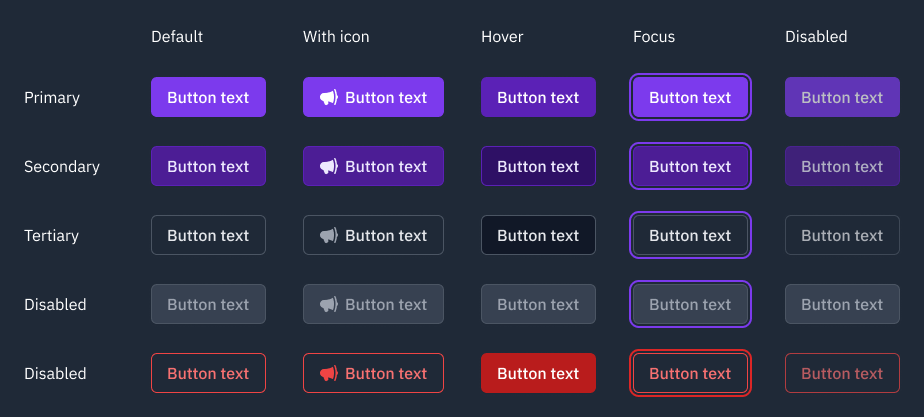 Default With icon Hover Focus Disabled
Primary Button text Button text Button text Button text Button text
Secondary Button text Button text Button text Button text Button text
Tertiary Button text Button text Button text Button text Button text
Disabled Button text Button text Button text Button text Button text
Disabled Button text Button text Button text Button text Button text